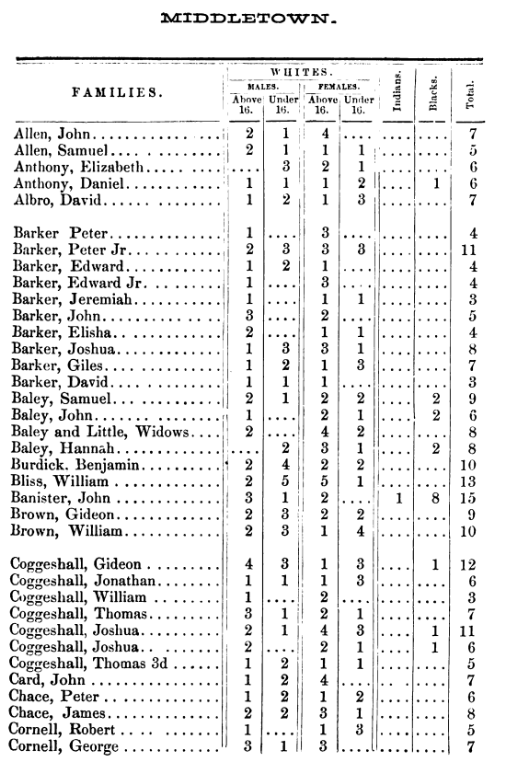 MIDDLETOWN.
WHITES.
FAMILIES. MALES. FEMALES. Indians. Blacks. Total.
Above 16. Under 16. Above 16. Under 16.
Allen, John 2 1 4 .... .... .... 7
Allen, Samuel 2 1 1 1 .... .... 5
Anthony, Elizabeth .... 3 2 1 .... .... 6
Anthony, Daniel 1 1 1 2 .... 1 6
Albro, David 1 2 1 3 .... .... 7
Barker Peter 1 .... 3 .... .... .... 4
Barker, Peter Jr. 2 3 3 3 .... .... 11
Barker, Edward 1 2 1 .... .... .... 4
Barker, Edward Jr. 1 .... 3 .... .... .... 4
Barker, Jeremiah 1 .... 1 1 .... .... 3
Barker, John 3 .... 2 .... .... .... 5
Barker, Elisha 2 .... 1 1 .... .... 4
Barker, Joshua 1 3 3 1 .... .... 8
Barker, Giles 1 2 1 3 .... .... 7
Barker, David 1 1 1 .... .... .... 3
Baley, Samuel 2 1 2 2 .... 2 9
Baley, John 1 .... 2 1 .... 2 6
Baley and Little, Widows 2 .... 4 2 .... .... 8
Baley, Hannah .... 2 3 1 .... 2 8
Burdick. Benjamin 2 4 2 2 .... .... 10
Bliss, William 2 5 5 1 .... .... 13
Banister, John 3 1 2 .... 1 8 15
Brown, Gideon 2 3 2 2 .... .... 9
Brown, William 2 3 1 4 .... .... 10
Coggeshall, Gideon 4 3 1 3 .... 1 12
Coggeshall, Jonathan 1 1 1 3 .... .... 6
Coggeshall, William 1 .... 2 .... .... .... 3
Coggeshall, Thomas 3 1 2 1 .... .... 7
Coggeshall, Joshua 2 1 4 3 .... 1 11
Coggeshall, Joshua 2 .... 2 1 .... 1 6
Coggeshall, Thomas 3d 1 2 1 1 .... .... 5
Card, John 1 2 4 .... .... .... 7
Chace, Peter 1 2 1 2 .... .... 6
Chace, James 2 2 3 1 .... .... 8
Cornell, Robert 1 .... 1 3 .... .... 5
Cornell, George 3 1 3 .... .... .... 7